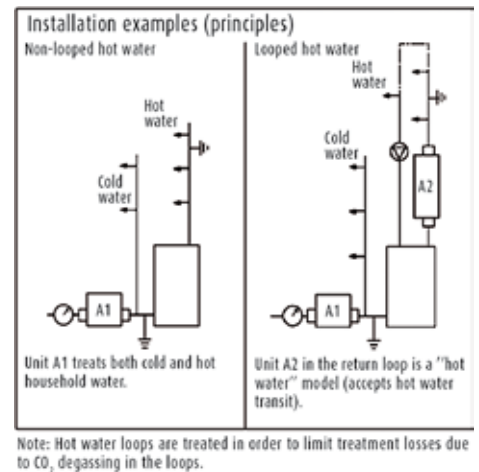 Installation examples (principles)
Non-looped hot water
Hot
water
Cold
water
A1
Unit A1 treats both cold and hot
household water.
Looped hot water
Hot
water
Cold
water
A2
A1
Unit A2 in the return loop is a "hot
water" model (accepts hot water
transit).
Note: Hot water loops are treated in order to limit treatment losses due
to CO, degassing in the loops.